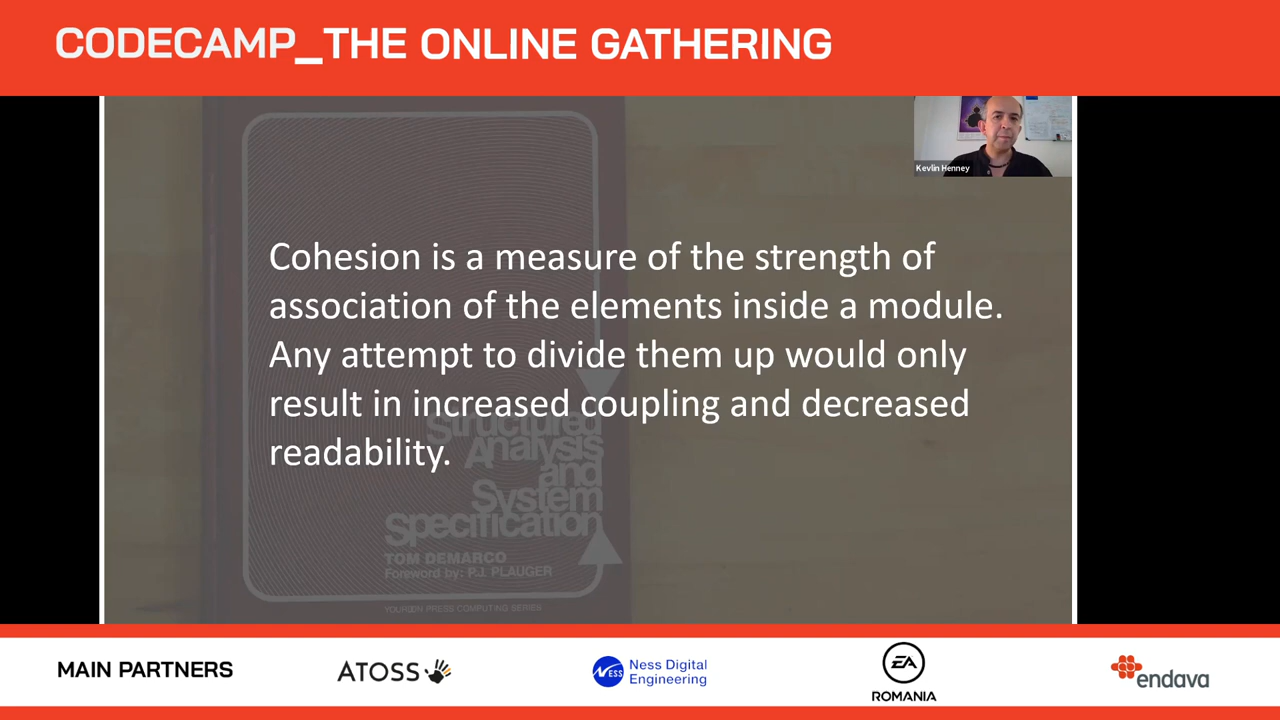 CODECAMP_THE ONLINE GATHERING
Kevlin Henney
Cohesion is a measure of the strength of
association of the elements inside a module.
Any attempt to divide them up would only
result in increased coupling and decreased
readability.
Structured
Analysis
and
System
Specification
TOM DEMARCO
Foreword by: P.J. PLAUGER
YOURDON PRESS COMPUTING SERIES
MAIN PARTNERS
ATOSS
NESS
Ness Digital
Engineering
EA
ROMANIA
endava